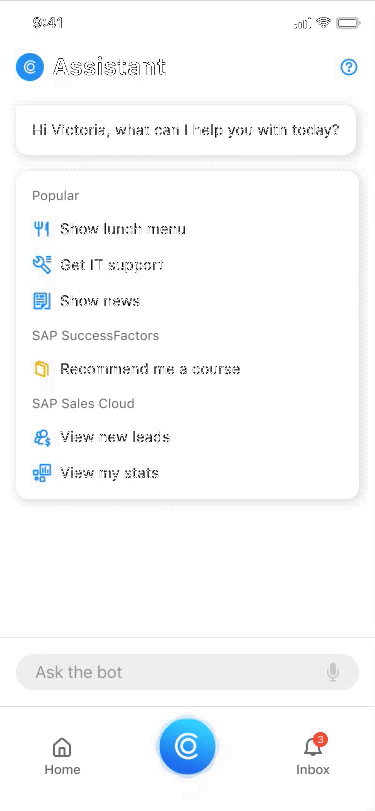 9:41
Assistant
Hi Victoria, what can I help you with today?
Popular
Show lunch menu
Get IT support
Show news
SAP SuccessFactors
Recommend me a course
SAP Sales Cloud
View new leads
View my stats
Ask the bot
3
Home
Inbox